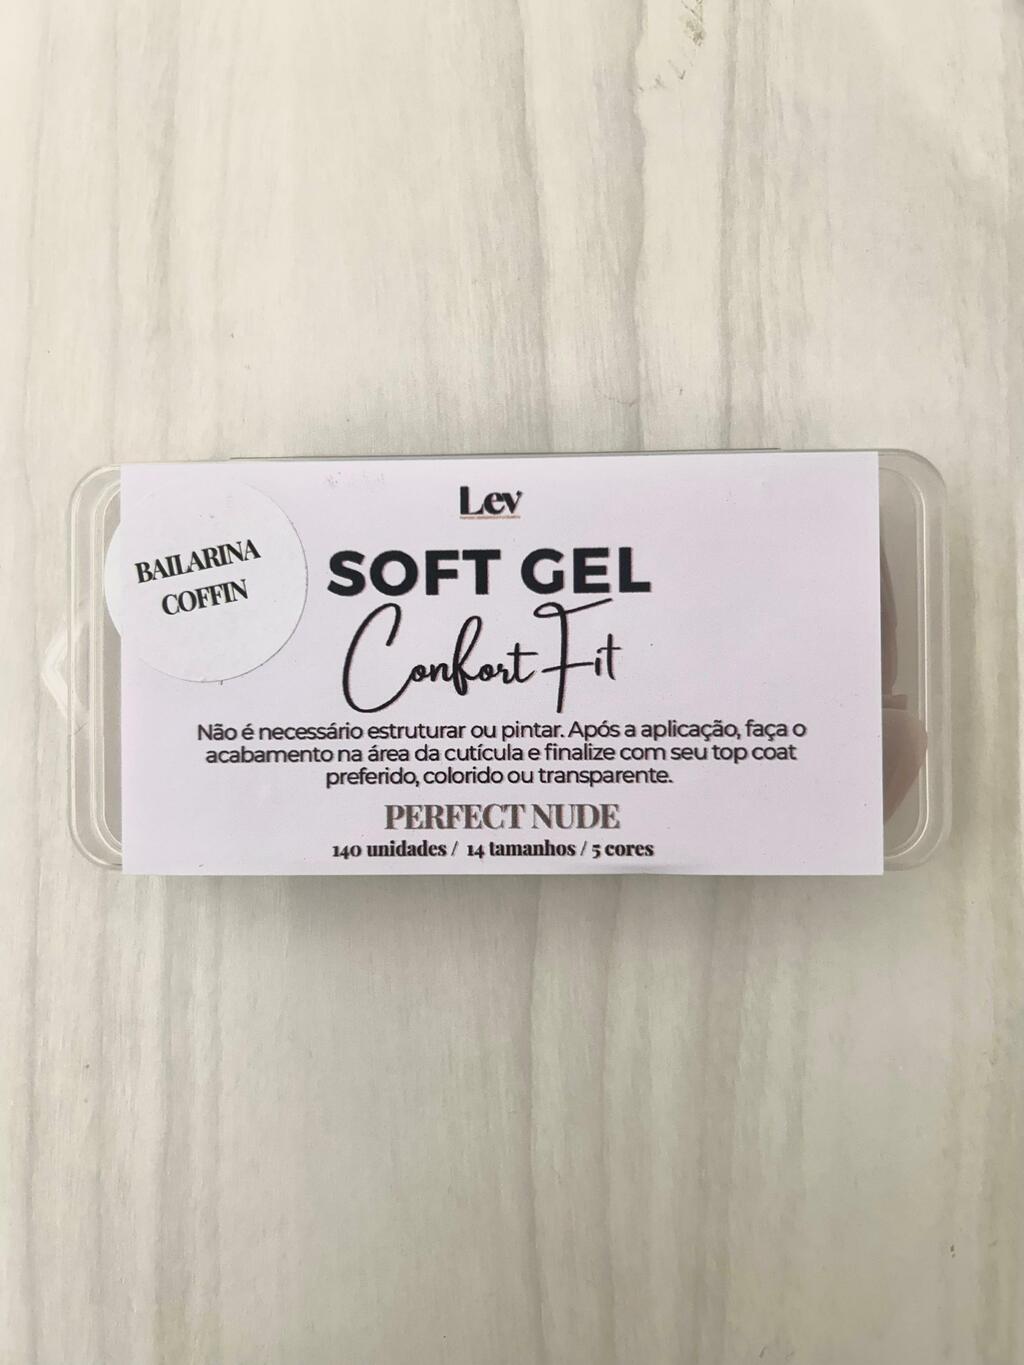 Lev
BAILARINA
COFFIN
SOFT GEL
Confort Fit
Não é necessário estruturar ou pintar. Após a aplicação, faça o
acabamento na área da cutícula e finalize com seu top coat
preferido, colorido ou transparente.
PERFECT NUDE
140 unidades / 14 tamanhos / 5 cores